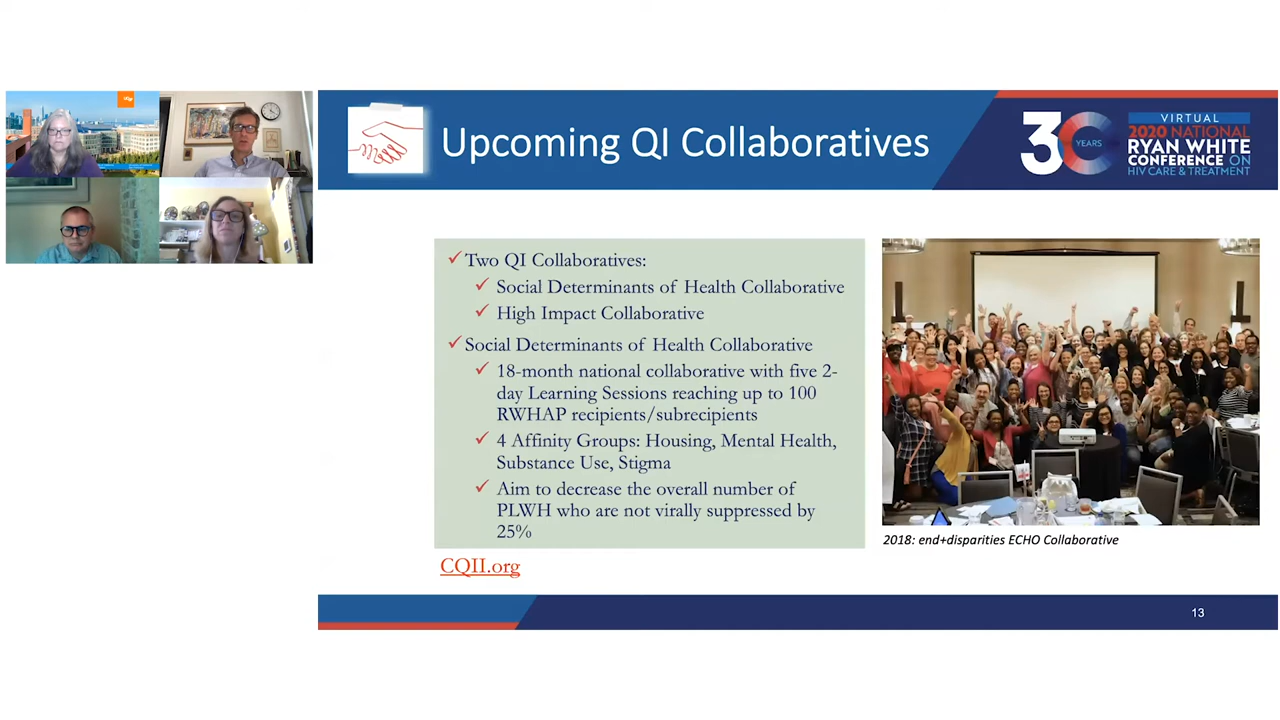 Upcoming QI Collaboratives
30
YEARS
VIRTUAL
2020 NATIONAL
RYAN WHITE
CONFERENCE ON
HIV CARE & TREATMENT
Two QI Collaboratives:
Social Determinants of Health Collaborative
High Impact Collaborative
Social Determinants of Health Collaborative
18-month national collaborative with five 2-
day Learning Sessions reaching up to 100
RWHAP recipients/subrecipients
4 Affinity Groups: Housing, Mental Health,
Substance Use, Stigma
Aim to decrease the overall number of
PLWH who are not virally suppressed by
25%
CQII.org
2018: end+disparities ECHO Collaborative
13